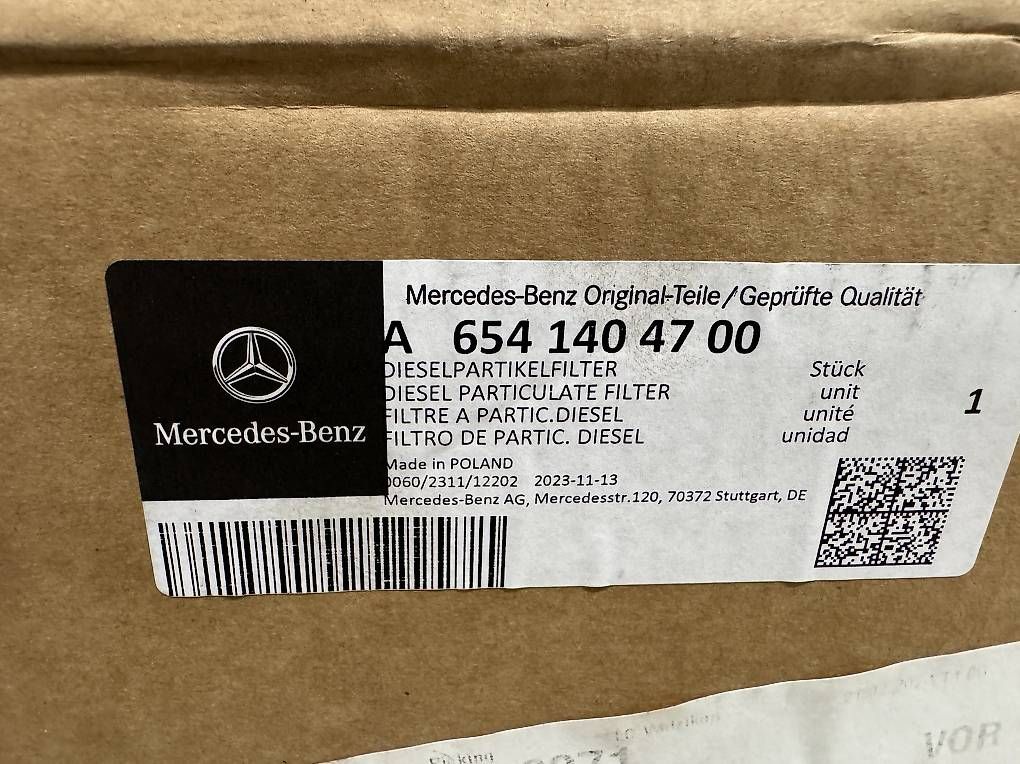 Mercedes-Benz Original-Teile/Geprüfte Qualität
A 654 140 47 00
DIESELPARTIKELFILTER Stück
DIESEL PARTICULATE FILTER unit
FILTRE A PARTIC.DIESEL unité
FILTRO DE PARTIC. DIESEL unidad
1
Mercedes-Benz
Made in POLAND
0060/2311/12202 2023-11-13
Mercedes-Benz AG, Mercedesstr.120, 70372 Stuttgart, DE
VOR